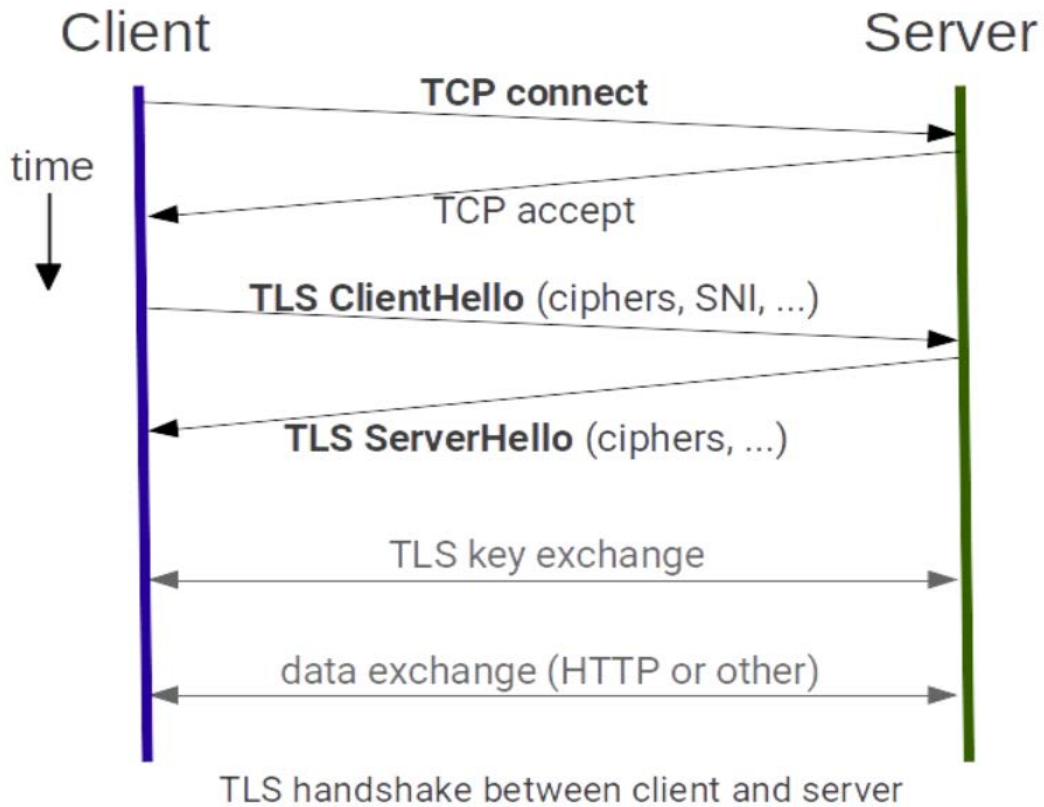 Client
Server
TCP connect
time
TCP accept
TLS ClientHello (ciphers, SNI, ...)
TLS ServerHello (ciphers, ...)
TLS key exchange
data exchange (HTTP or other)
TLS handshake between client and server